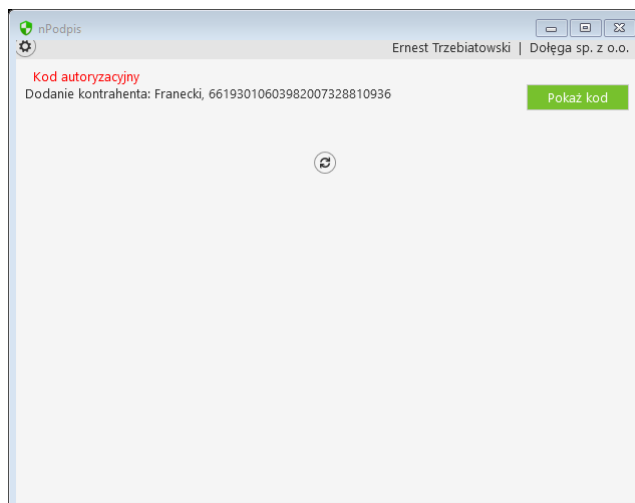 nPodpis
Ernest Trzebiatowski | Dołęga sp. z o.o.
Kod autoryzacyjny
Dodanie kontrahenta: Franecki, 66193010603982007328810936
Pokaż kod